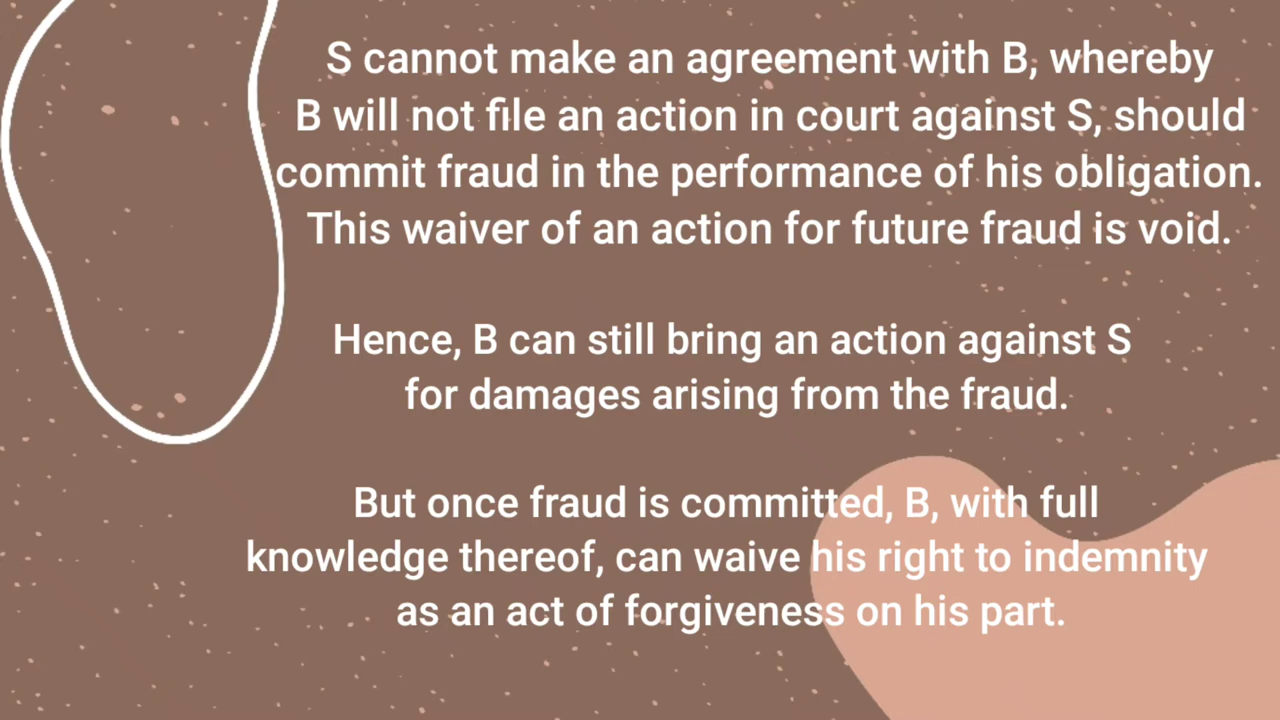 S cannot make an agreement with B, whereby
B will not file an action in court against S, should
commit fraud in the performance of his obligation.
This waiver of an action for future fraud is void.
Hence, B can still bring an action against S
for damages arising from the fraud.
But once fraud is committed, B, with full
knowledge thereof, can waive his right to indemnity
as an act of forgiveness on his part.